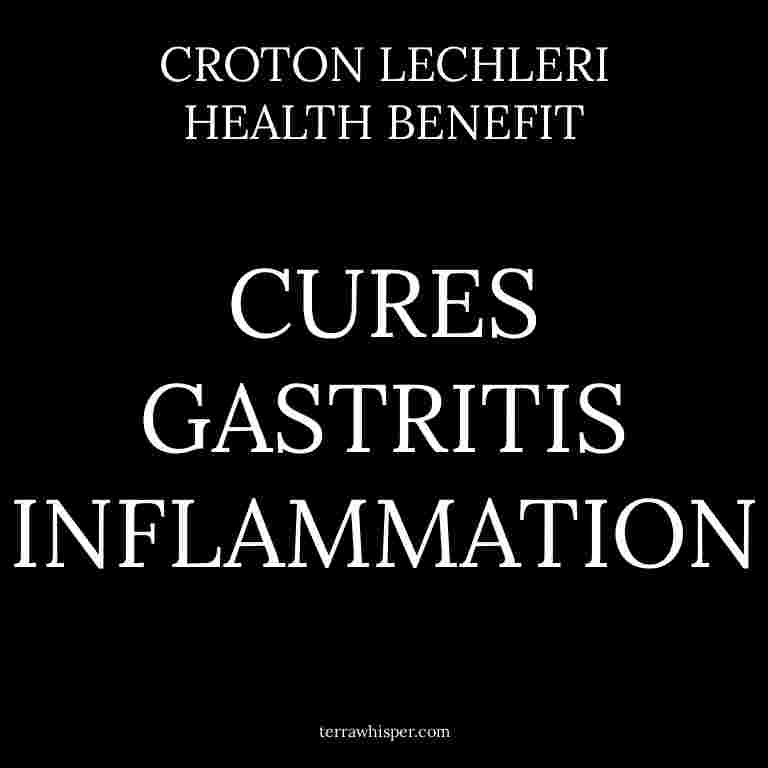 CROTON LECHLERI
HEALTH BENEFIT
CURES
GASTRITIS
INFLAMMATION
terrawhisper.com